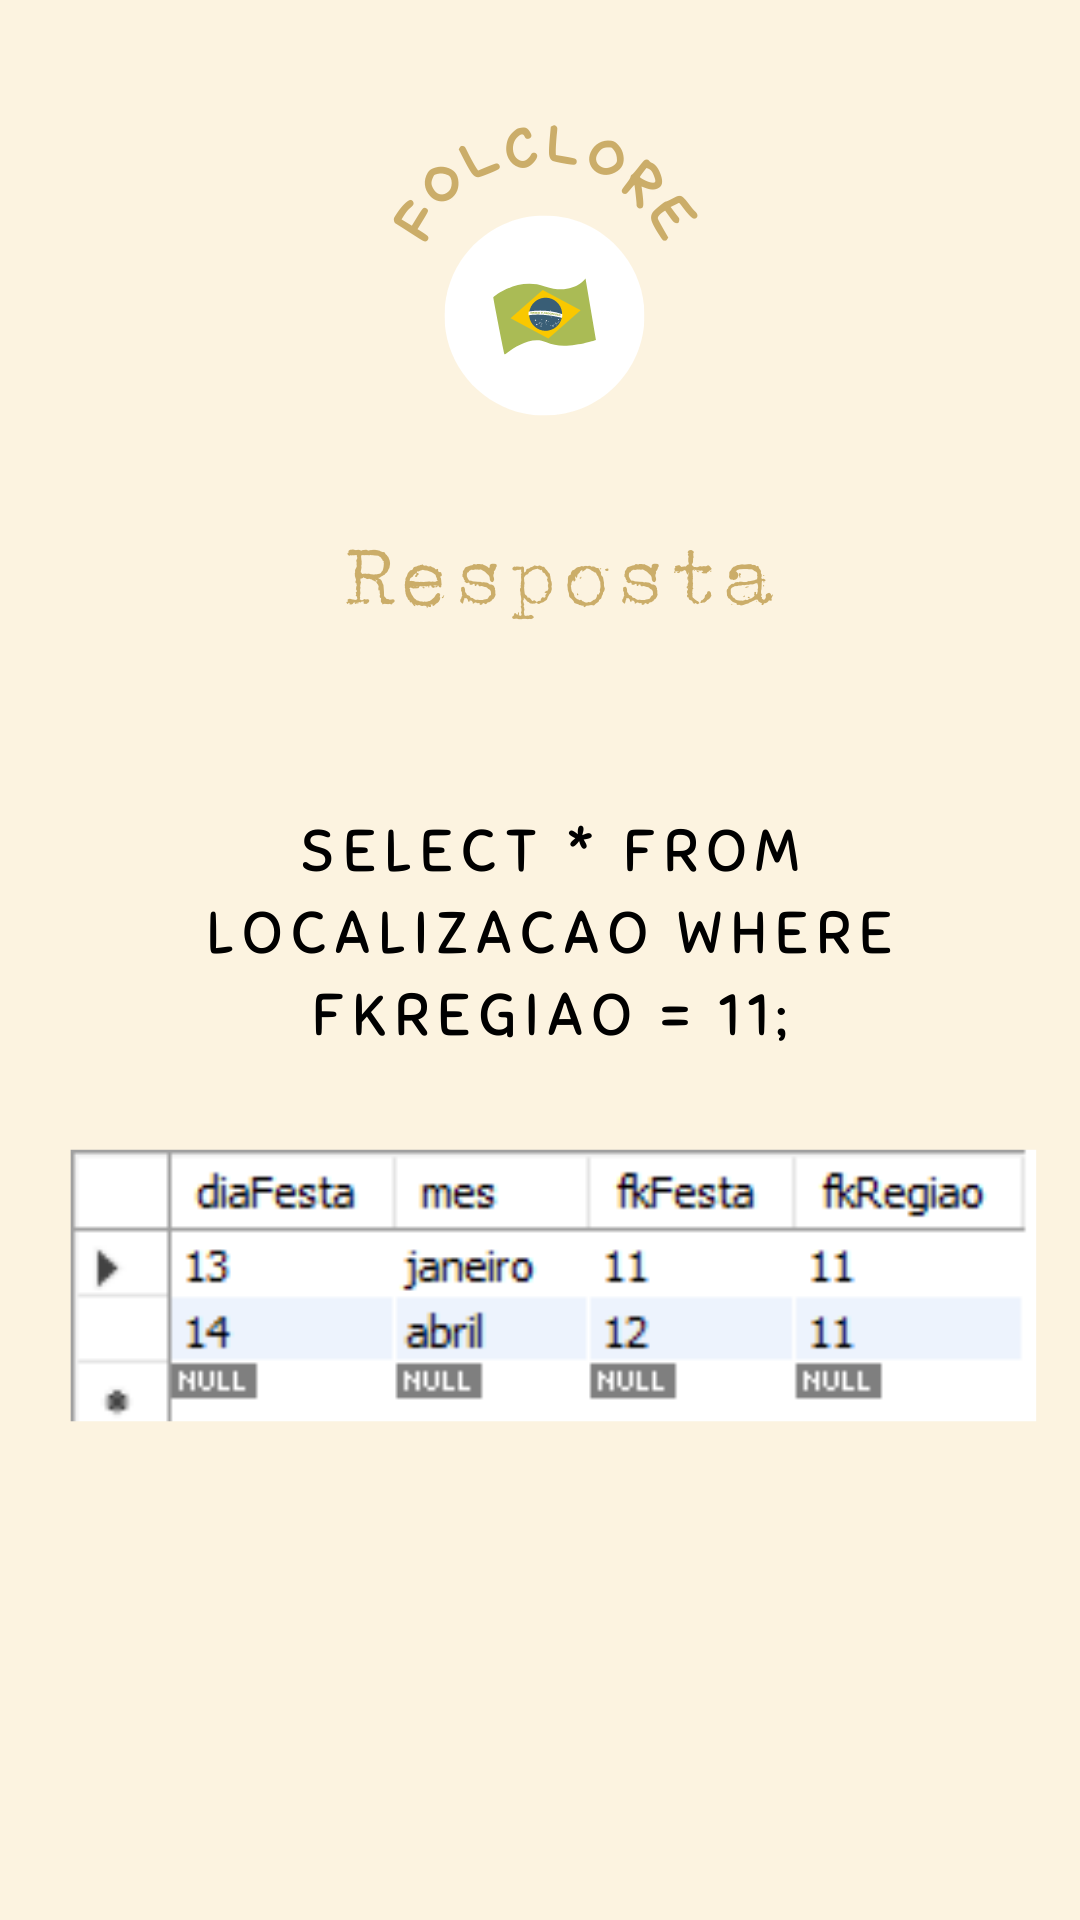 FOLCLORE
Resposta
SELECT * FROM
LOCALIZACAO WHERE
FKREGIAO = 11;
diaFesta mes fkFesta fkRegiao
13 janeiro 11 11
14 abril 12 11
NULL NULL NULL NULL